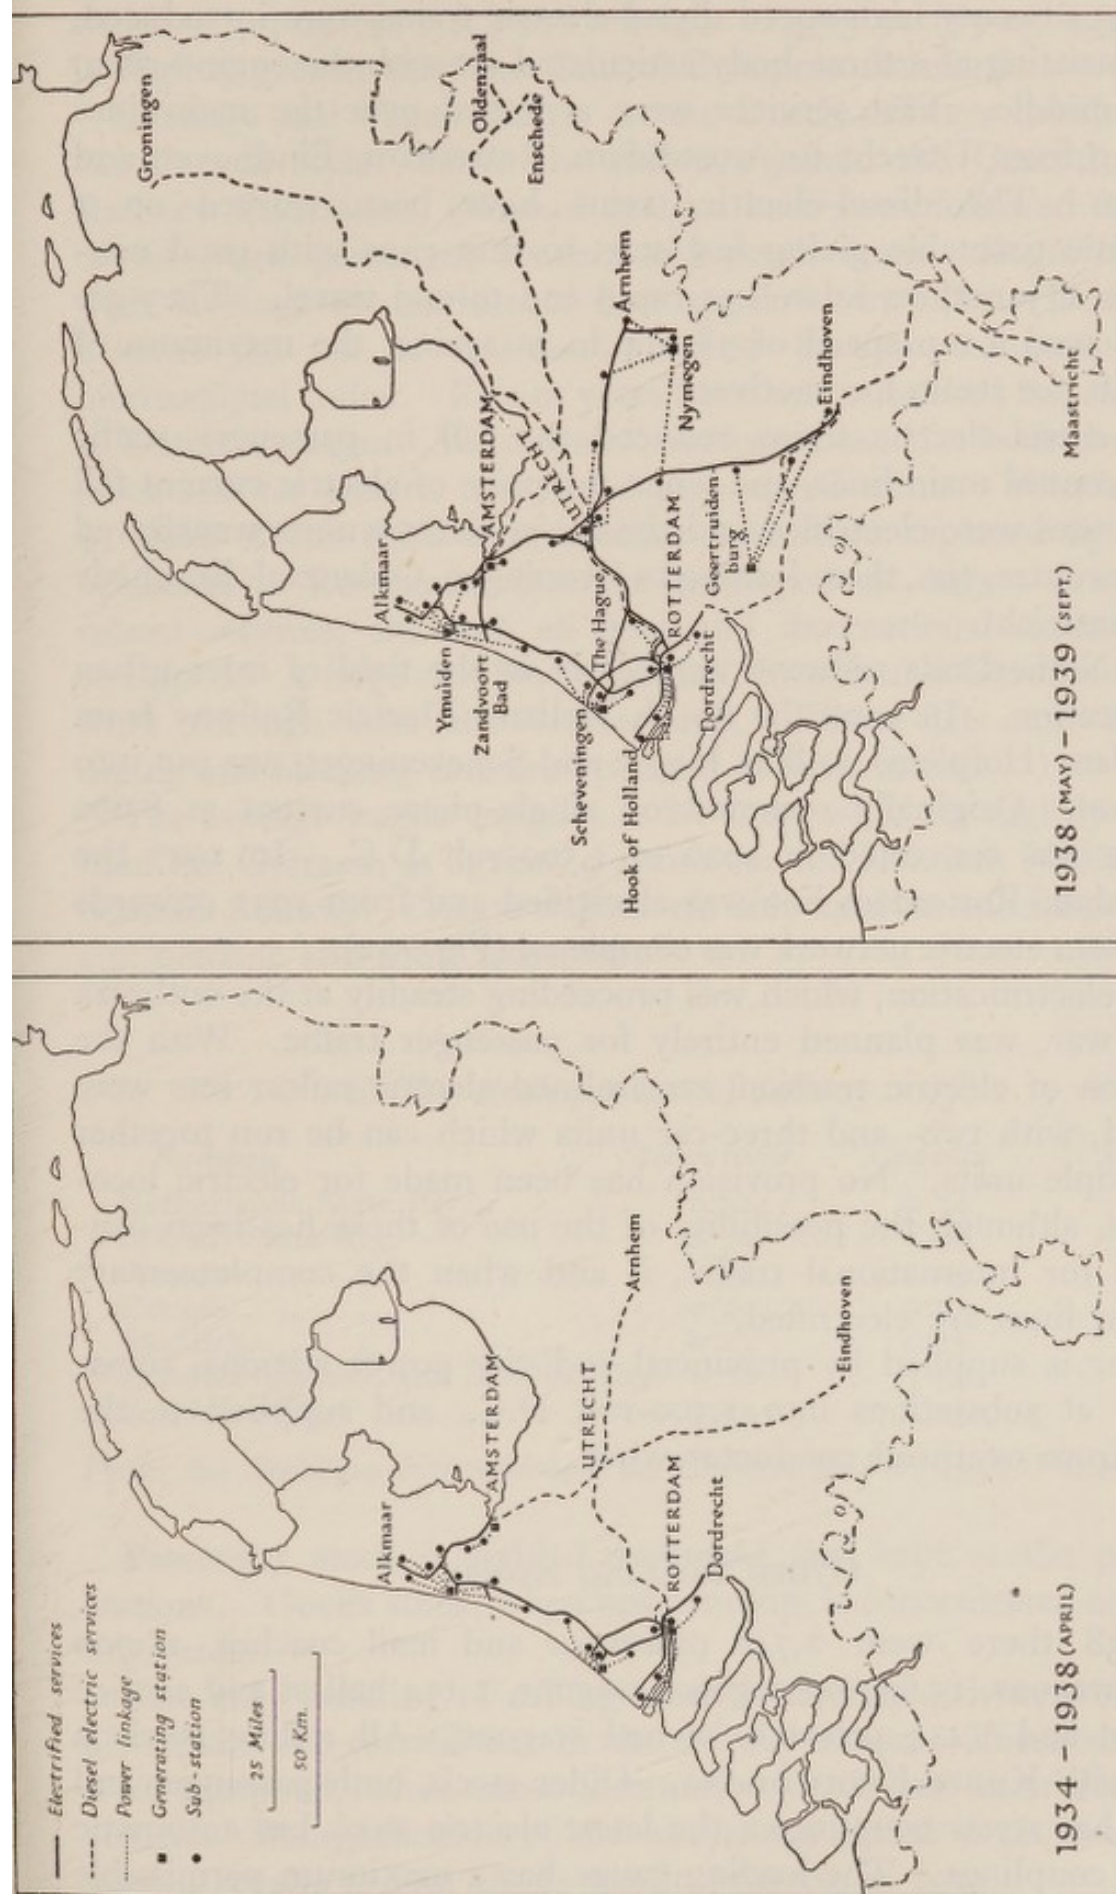 Electrified services
Diesel electric services
Power linkage
Generating station
Sub-station
25 Miles
50 Km.
Alkmaar
AMSTERDAM
UTRECHT
Arnhem
ROTTERDAM
Dordrecht
Eindhoven
1934 – 1938 (APRIL)
Groningen
Oldenzaal
Enschede
Alkmaar
AMSTERDAM
Ymuiden
Zandvoort
Bad
UTRECHT
Arnhem
Nymegen
Scheveningen
The Hague
Hook of Holland
ROTTERDAM
Dordrecht
Geertruiden-
burg
Eindhoven
Maastricht
1938 (MAY) – 1939 (SEPT.)